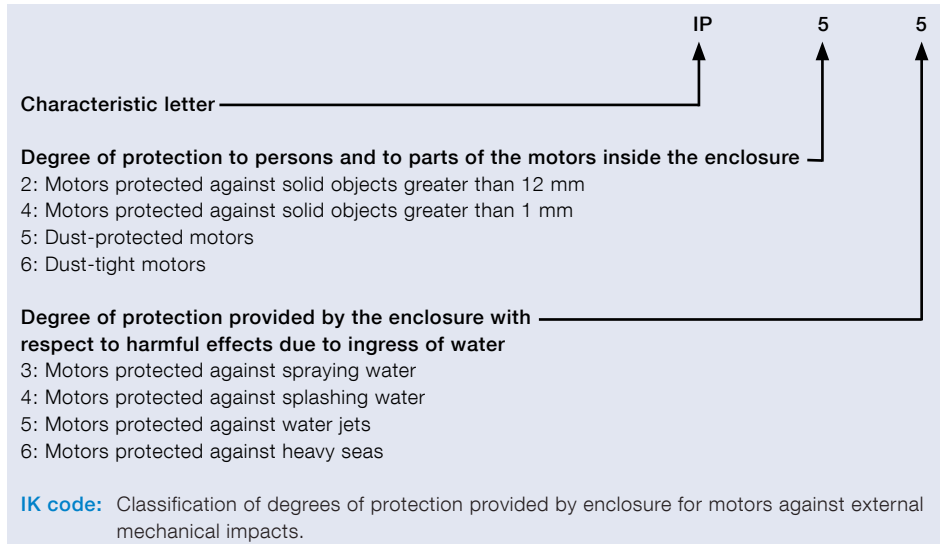 IP 5 5
Characteristic letter
Degree of protection to persons and to parts of the motors inside the enclosure
2: Motors protected against solid objects greater than 12 mm
4: Motors protected against solid objects greater than 1 mm
5: Dust-protected motors
6: Dust-tight motors
Degree of protection provided by the enclosure with
respect to harmful effects due to ingress of water
3: Motors protected against spraying water
4: Motors protected against splashing water
5: Motors protected against water jets
6: Motors protected against heavy seas
IK code: Classification of degrees of protection provided by enclosure for motors against external
mechanical impacts.